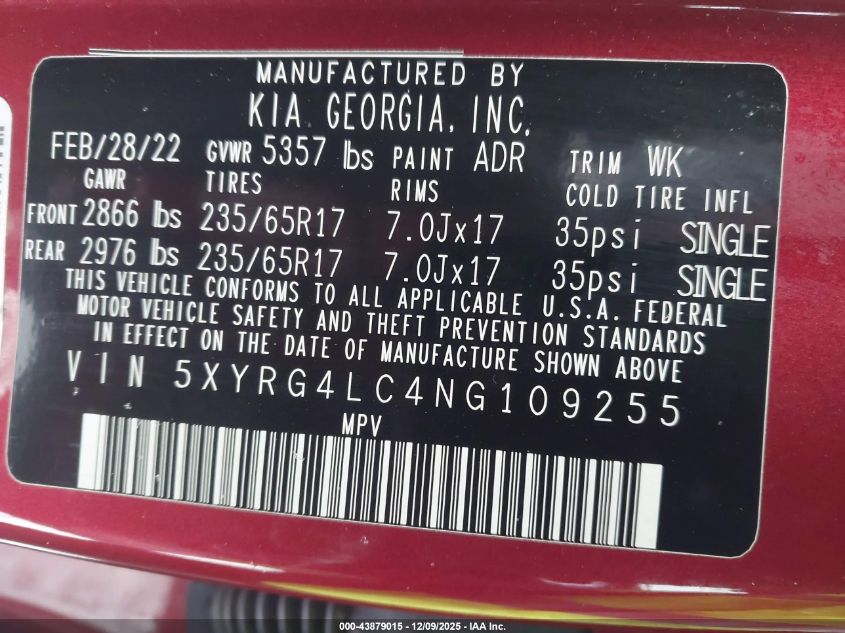 MANUFACTURED BY
KIA GEORGIA, INC.
FEB/28/22 GVWR 5357 lbs PAINT ADR TRIM WK
GAWR TIRES RIMS COLD TIRE INFL
FRONT 2866 lbs 235/65R17 7.0Jx17 35psi SINGLE
REAR 2976 lbs 235/65R17 7.0Jx17 35psi SINGLE
THIS VEHICLE CONFORMS TO ALL APPLICABLE U.S.A. FEDERAL
MOTOR VEHICLE SAFETY AND THEFT PREVENTION STANDARDS
IN EFFECT ON THE DATE OF MANUFACTURE SHOWN ABOVE
VIN 5XYRG4LC4NG109255
MPV
000-43879015 - 12/09/2025 - IAA Inc.